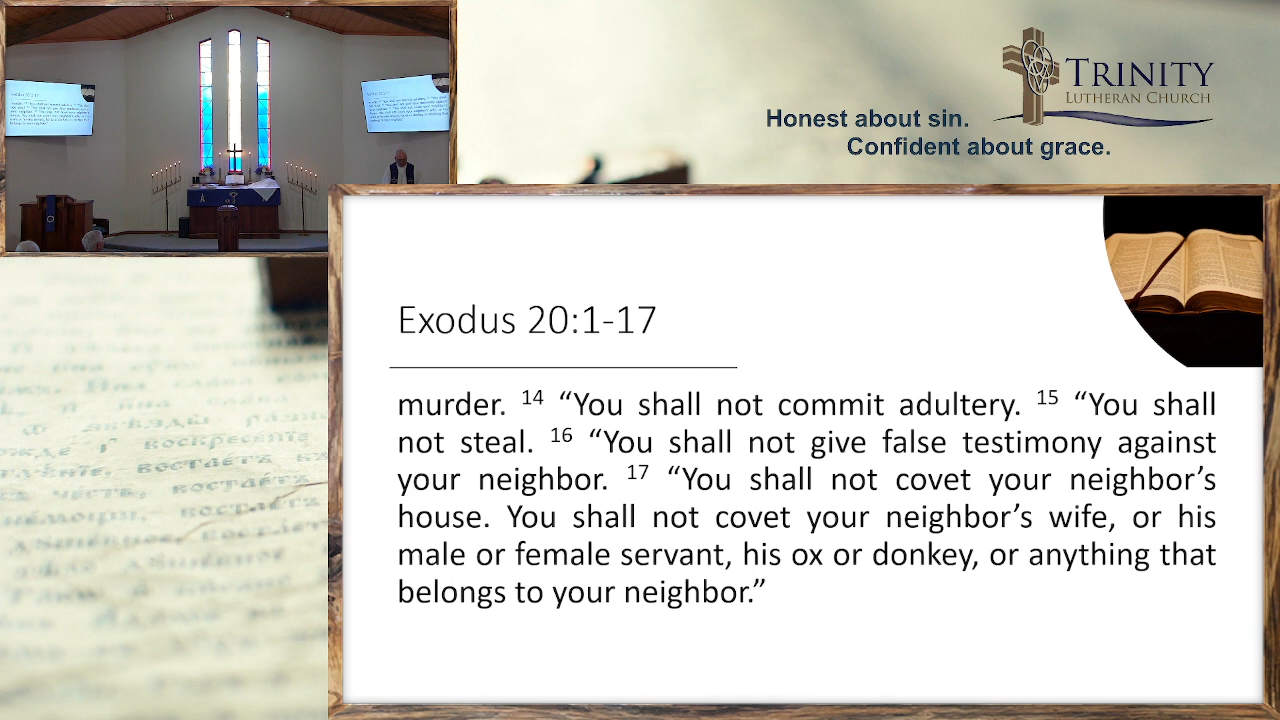 TRINITY
LUTHERAN CHURCH
Honest about sin.
Confident about grace.
Exodus 20:1-17
murder. 14 “You shall not commit adultery. 15 “You shall
not steal. 16 “You shall not give false testimony against
your neighbor. 17 “You shall not covet your neighbor’s
house. You shall not covet your neighbor’s wife, or his
male or female servant, his ox or donkey, or anything that
belongs to your neighbor.”